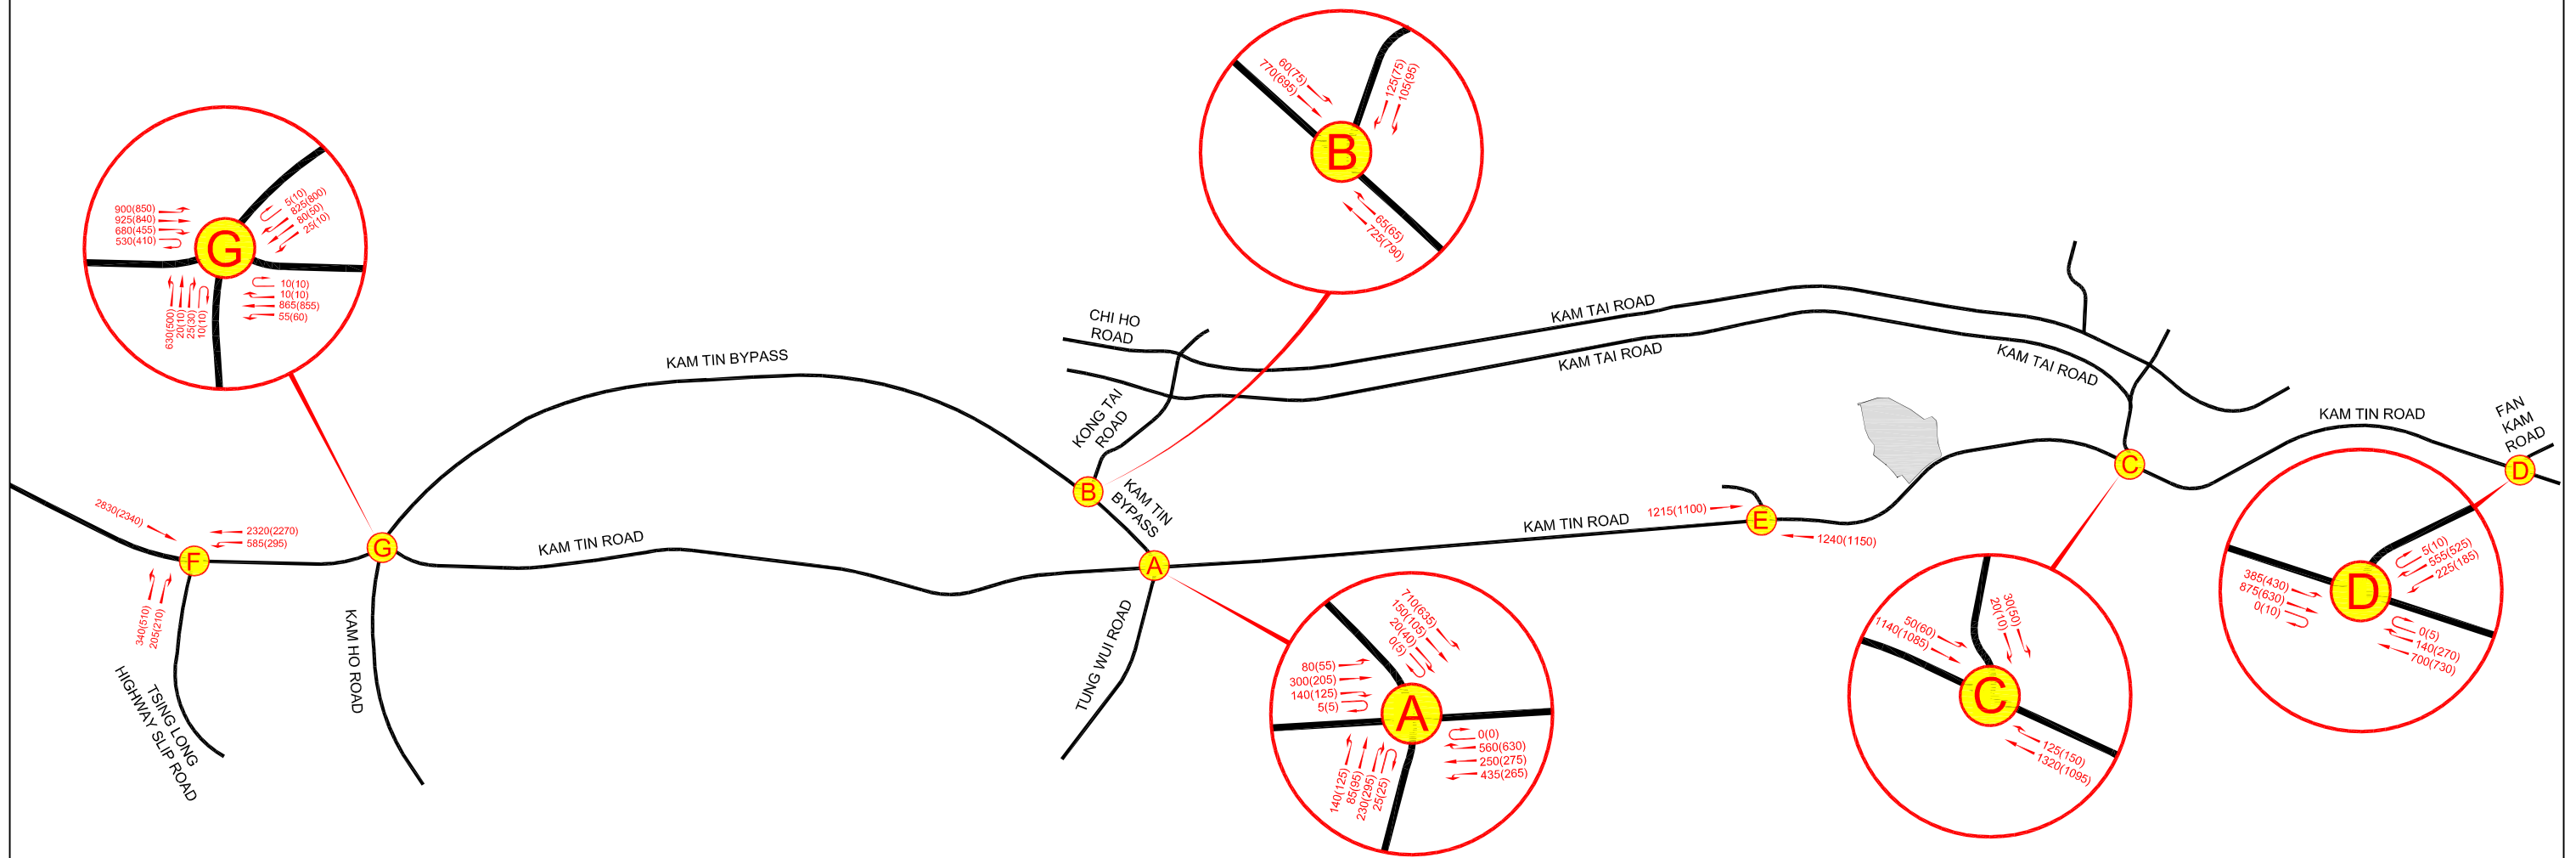 B
60(75)
770(695)
125(75)
105(95)
65(65)
725(790)
G
900(850)
925(840)
680(455)
530(410)
5(10)
825(800)
80(50)
25(10)
10(10)
10(10)
865(855)
55(60)
630(500)
20(10)
25(30)
10(10)
CHI HO
ROAD
KAM TAI ROAD
KAM TAI ROAD
KAM TAI ROAD
KAM TIN BYPASS
KONG TAI
ROAD
KAM TIN ROAD
FAN
KAM
ROAD
D
C
B
KAM TIN
BYPASS
2830(2340)
2320(2270)
585(295)
F
G
KAM TIN ROAD
A
KAM TIN ROAD
1215(1100)
E
1240(1150)
340(510)
205(210)
TSING LONG
HIGHWAY SLIP ROAD
KAM HO ROAD
TUNG WUI ROAD
A
710(635)
150(105)
20(40)
0(5)
80(55)
300(205)
140(125)
5(5)
0(0)
560(630)
250(275)
435(265)
140(125)
85(95)
230(295)
25(25)
C
50(60)
1140(1085)
30(50)
20(10)
125(150)
1320(1095)
D
5(10)
555(525)
225(185)
385(430)
875(630)
0(10)
0(5)
140(270)
700(730)